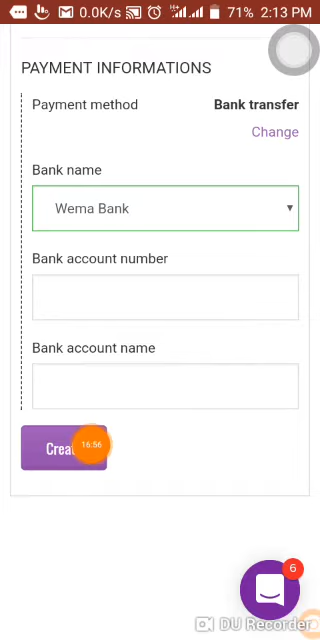 0.0K/s H+ 71% 2:13 PM
PAYMENT INFORMATIONS
Payment method Bank transfer
Change
Bank name
Wema Bank
Bank account number
Bank account name
Crea 16:56
6
DU Recorder